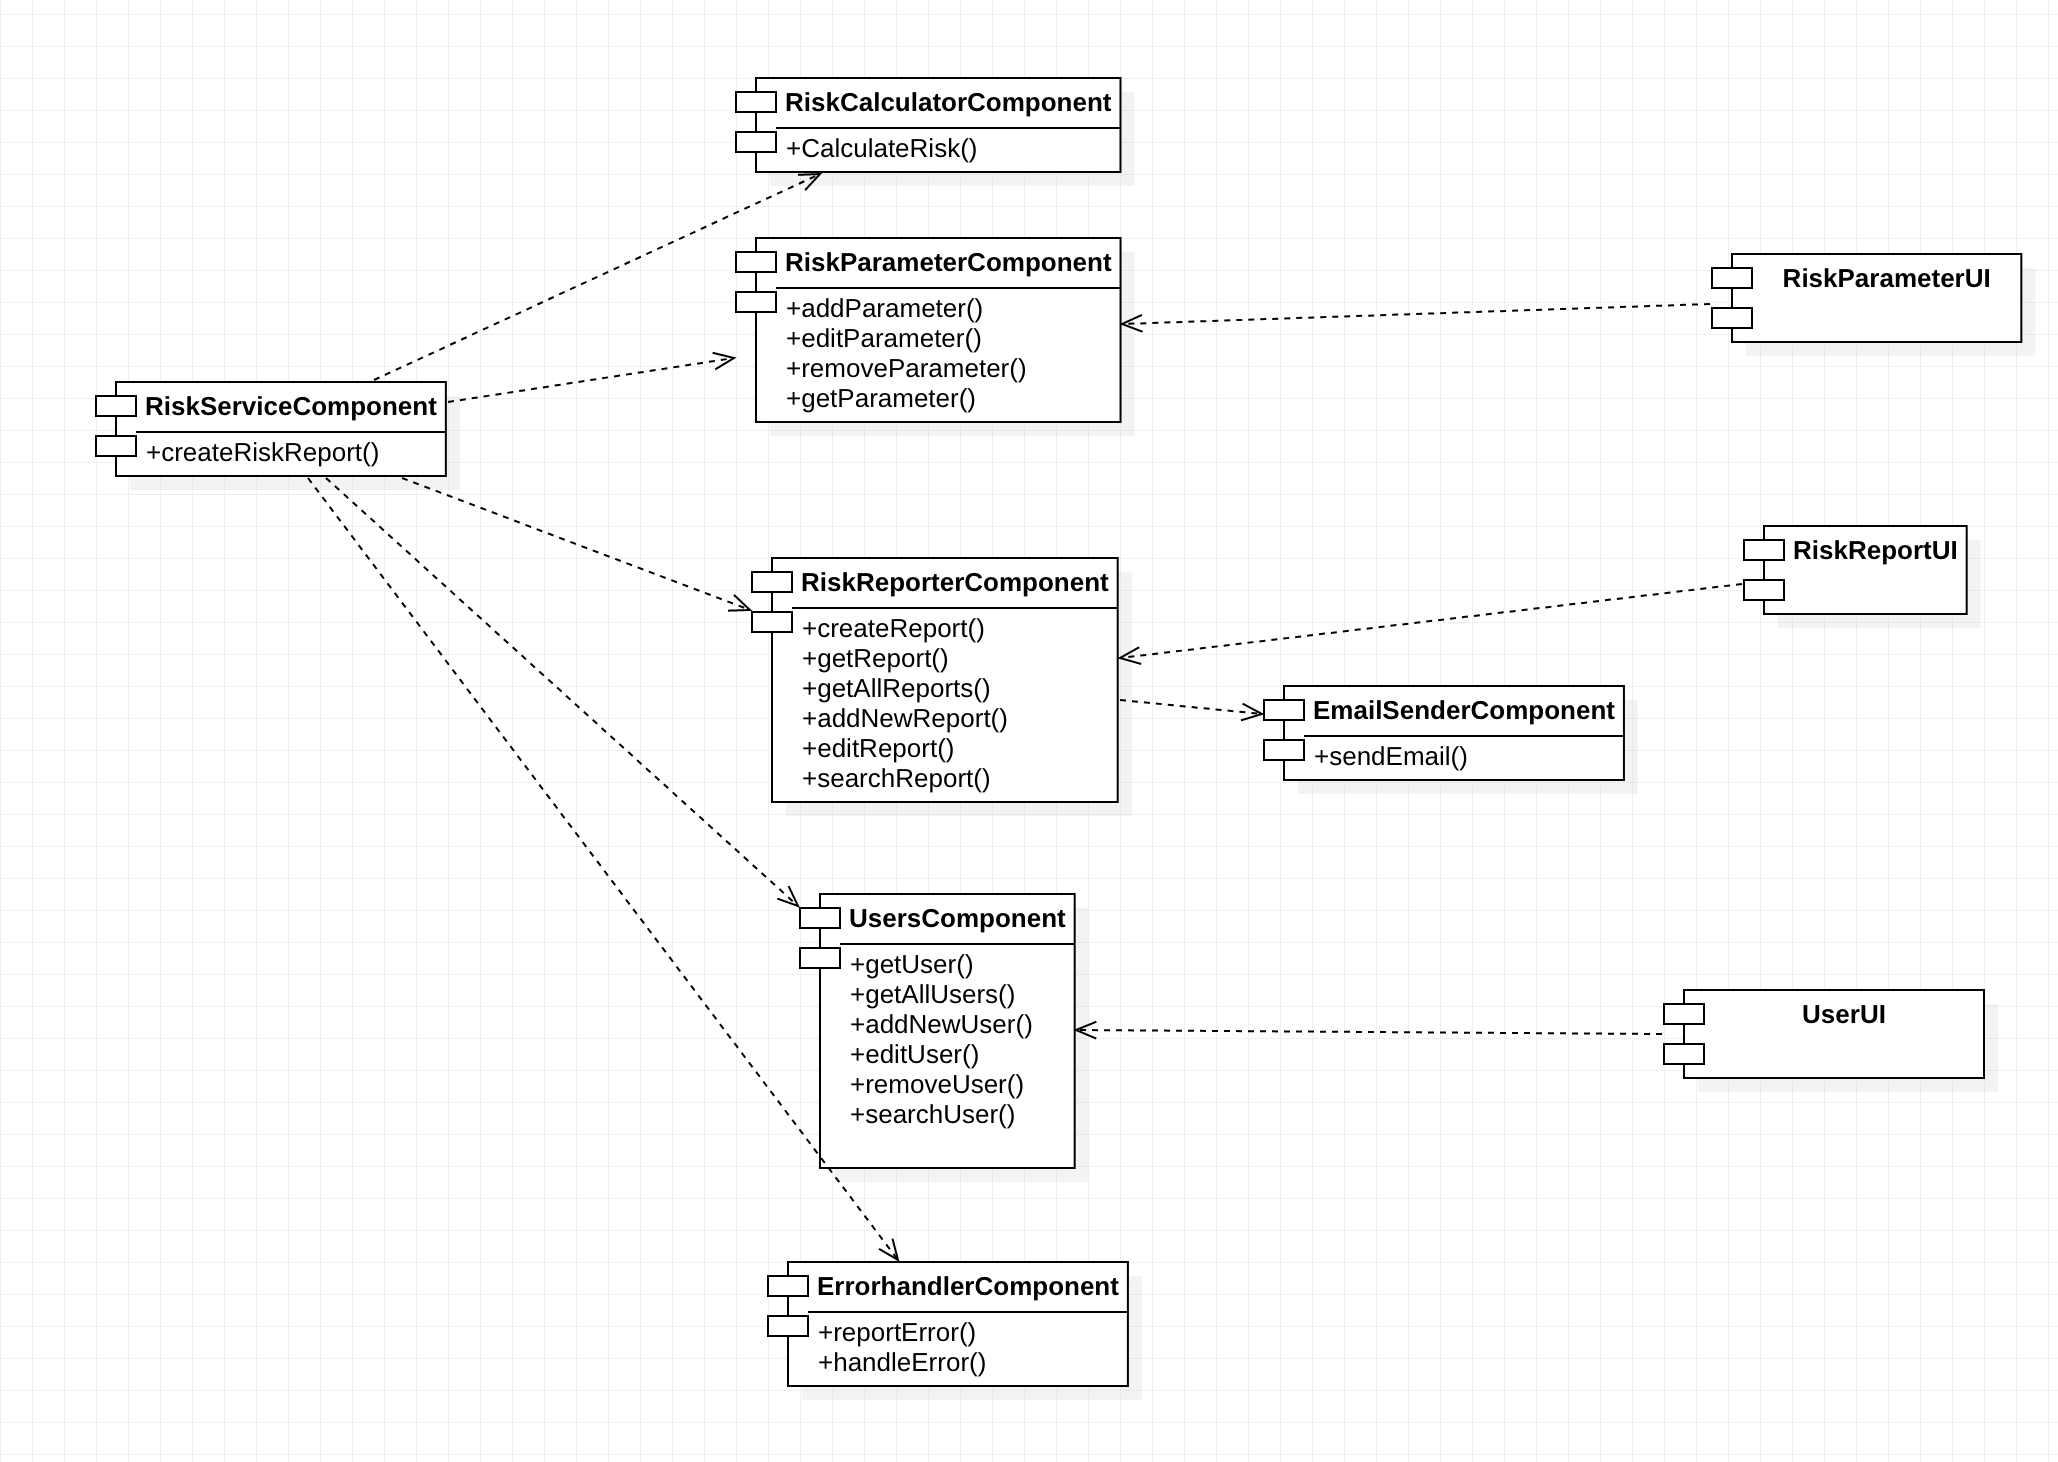 RiskCalculatorComponent
+CalculateRisk()
RiskParameterComponent
+addParameter()
+editParameter()
+removeParameter()
+getParameter()
RiskParameterUI
RiskServiceComponent
+createRiskReport()
RiskReporterComponent
+createReport()
+getReport()
+getAllReports()
+addNewReport()
+editReport()
+searchReport()
RiskReportUI
EmailSenderComponent
+sendEmail()
UsersComponent
+getUser()
+getAllUsers()
+addNewUser()
+editUser()
+removeUser()
+searchUser()
UserUI
ErrorhandlerComponent
+reportError()
+handleError()